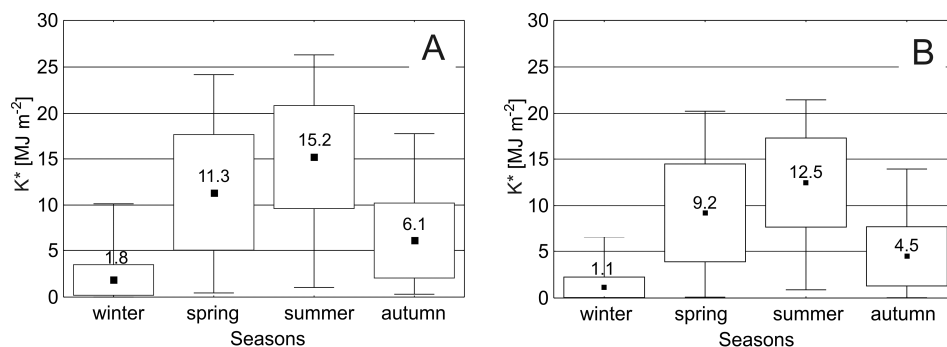 A
K* [MJ m⁻²]
30
25
20
15
10
5
0
1.8
11.3
15.2
6.1
winter spring summer autumn
Seasons
B
K* [MJ m⁻²]
30
25
20
15
10
5
0
1.1
9.2
12.5
4.5
winter spring summer autumn
Seasons